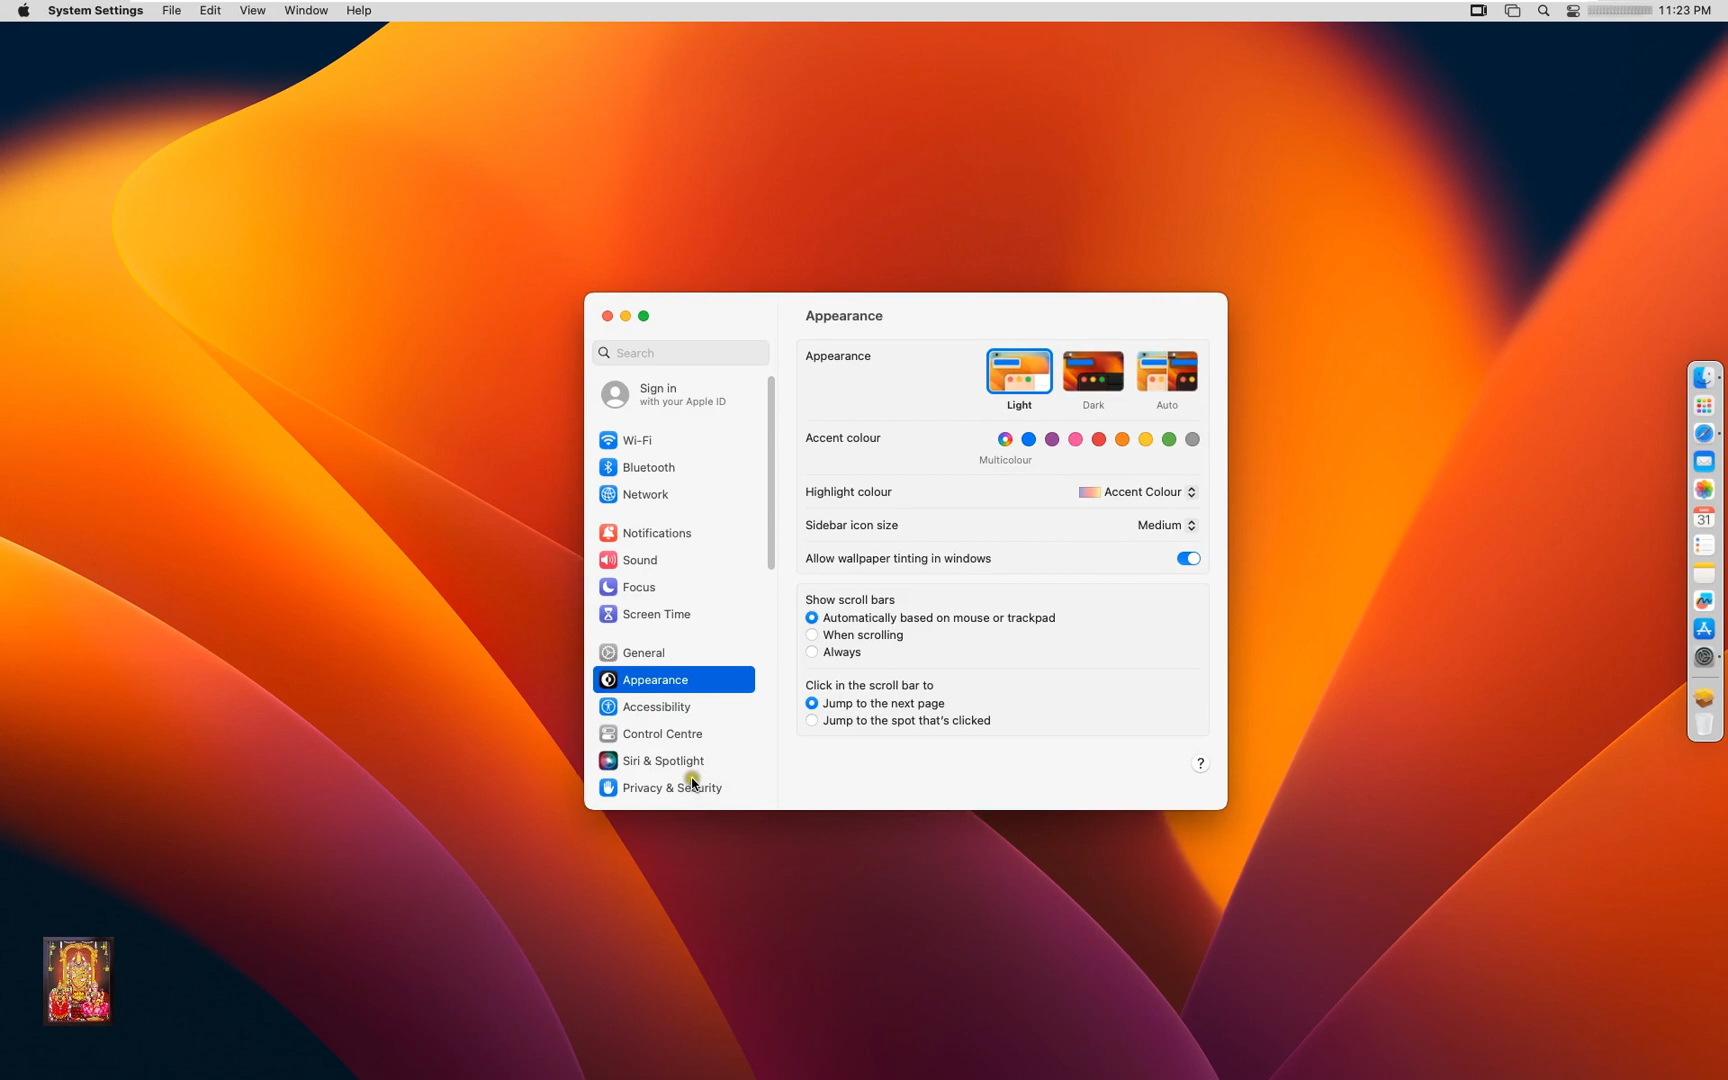 System Settings File Edit View Window Help 11:23 PM
Appearance
Search
Sign in
with your Apple ID
Wi-Fi
Bluetooth
Network
Notifications
Sound
Focus
Screen Time
General
Appearance
Accessibility
Control Centre
Siri & Spotlight
Privacy & Security
Appearance
Light Dark Auto
Accent colour
Multicolour
Highlight colour Accent Colour
Sidebar icon size Medium
Allow wallpaper tinting in windows
Show scroll bars
Automatically based on mouse or trackpad
When scrolling
Always
Click in the scroll bar to
Jump to the next page
Jump to the spot that's clicked
?
31